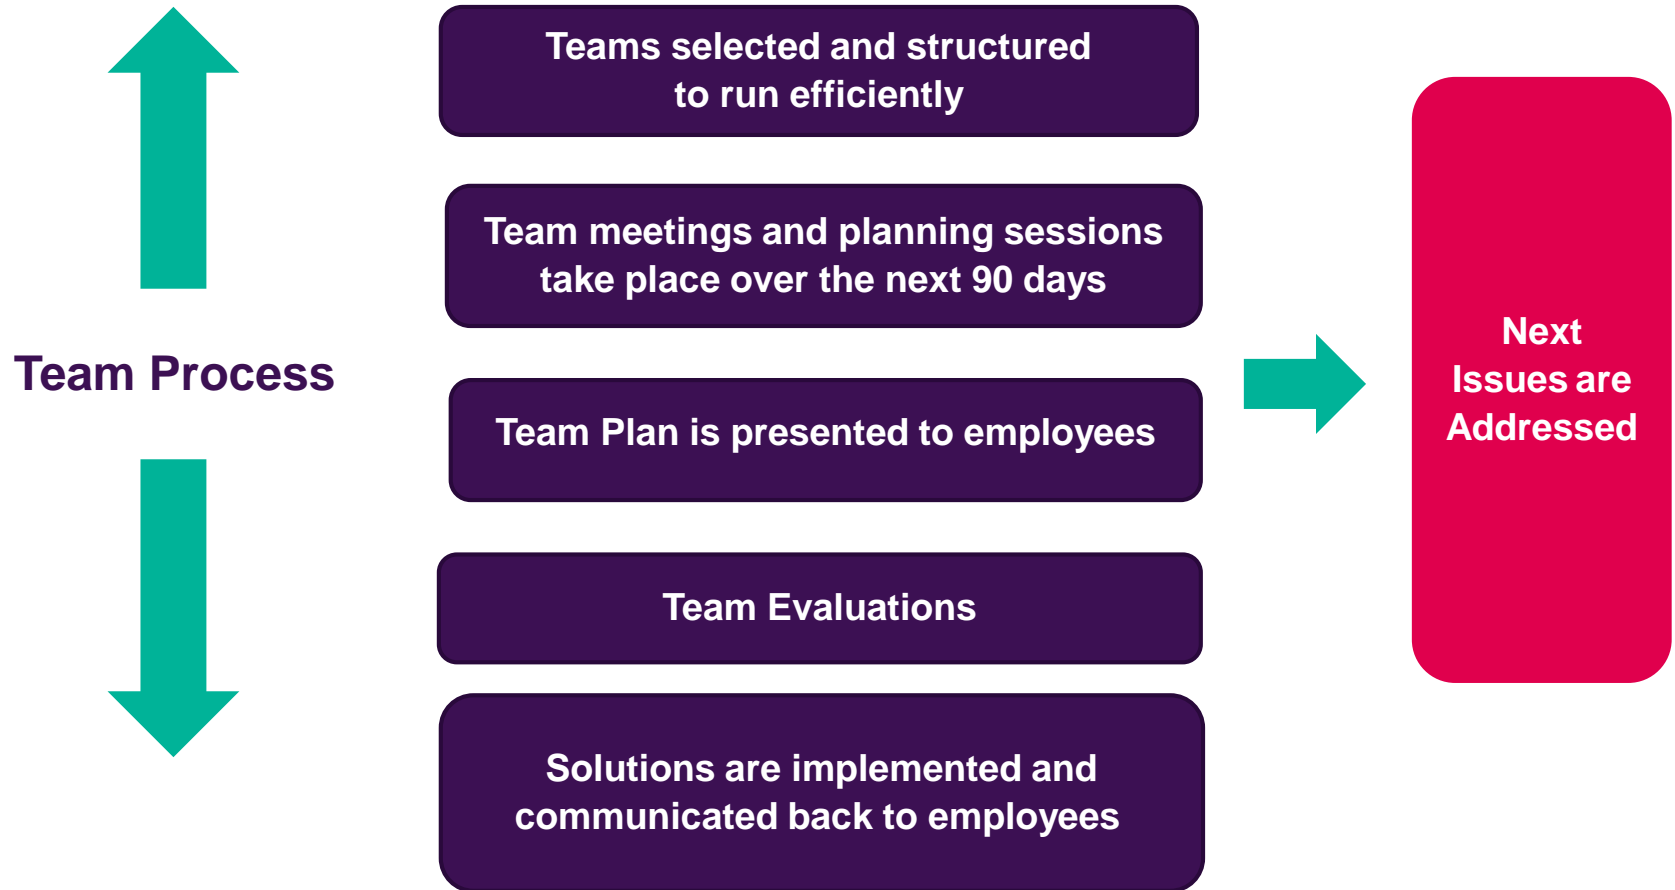 Teams selected and structured
to run efficiently
Team meetings and planning sessions
take place over the next 90 days
Team Process
Team Plan is presented to employees
Team Evaluations
Solutions are implemented and
communicated back to employees
Next
Issues are
Addressed